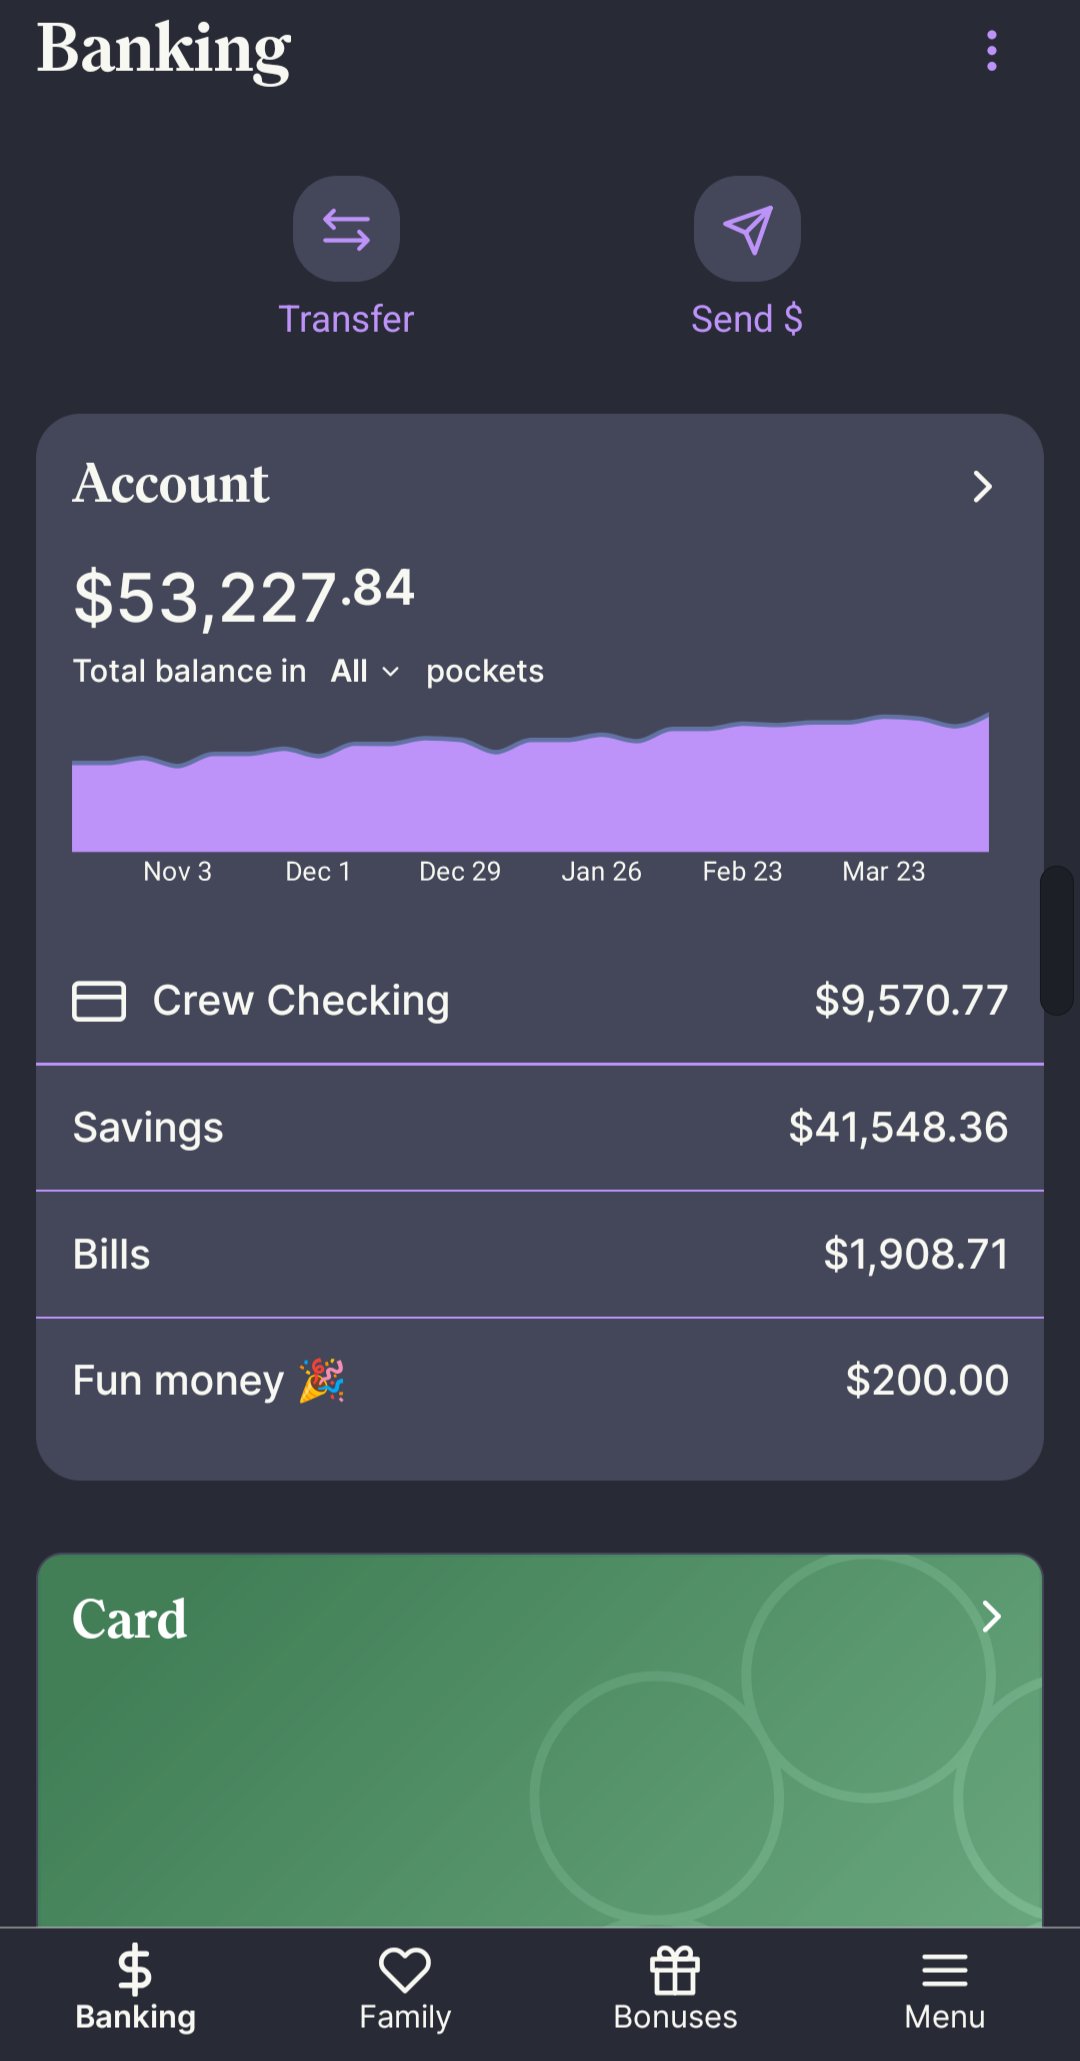 Banking
Transfer
Send $
Account
$53,227.84
Total balance in All pockets
Nov 3 Dec 1 Dec 29 Jan 26 Feb 23 Mar 23
Crew Checking $9,570.77
Savings $41,548.36
Bills $1,908.71
Fun money 🎉 $200.00
Card
Banking Family Bonuses Menu